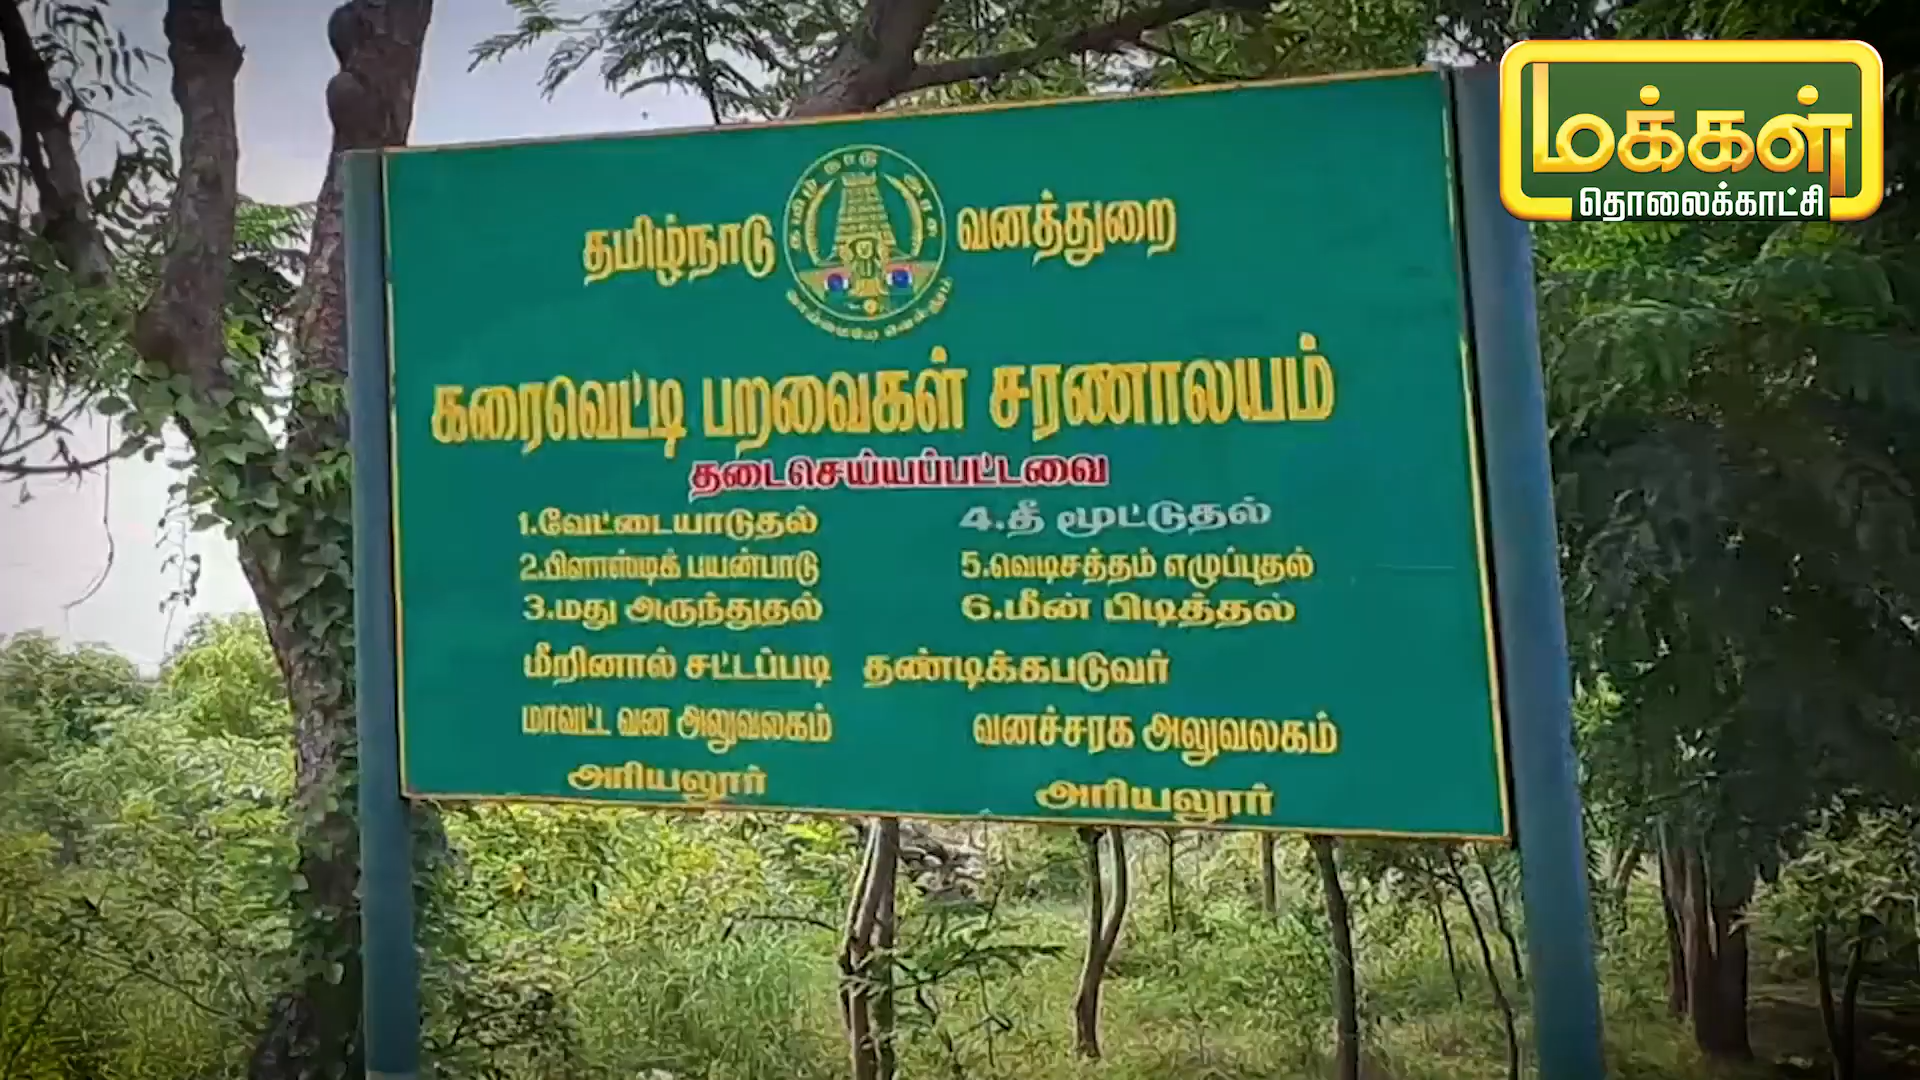 மக்கள்
தொலைக்காட்சி
தமிழ்நாடு வனத்துறை
தமிழ் நாடு அரசு
வாய்மையே வெல்லும்
கரைவெட்டி பறவைகள் சரணாலயம்
தடைசெய்யப்பட்டவை
1.வேட்டையாடுதல் 4.தீ மூட்டுதல்
2.பிளாஸ்டிக் பயன்பாடு 5.வெடிசத்தம் எழுப்புதல்
3.மது அருந்துதல் 6.மீன் பிடித்தல்
மீறினால் சட்டப்படி தண்டிக்கபடுவர்
மாவட்ட வன அலுவலகம் வனச்சரக அலுவலகம்
அரியலூர் அரியலூர்